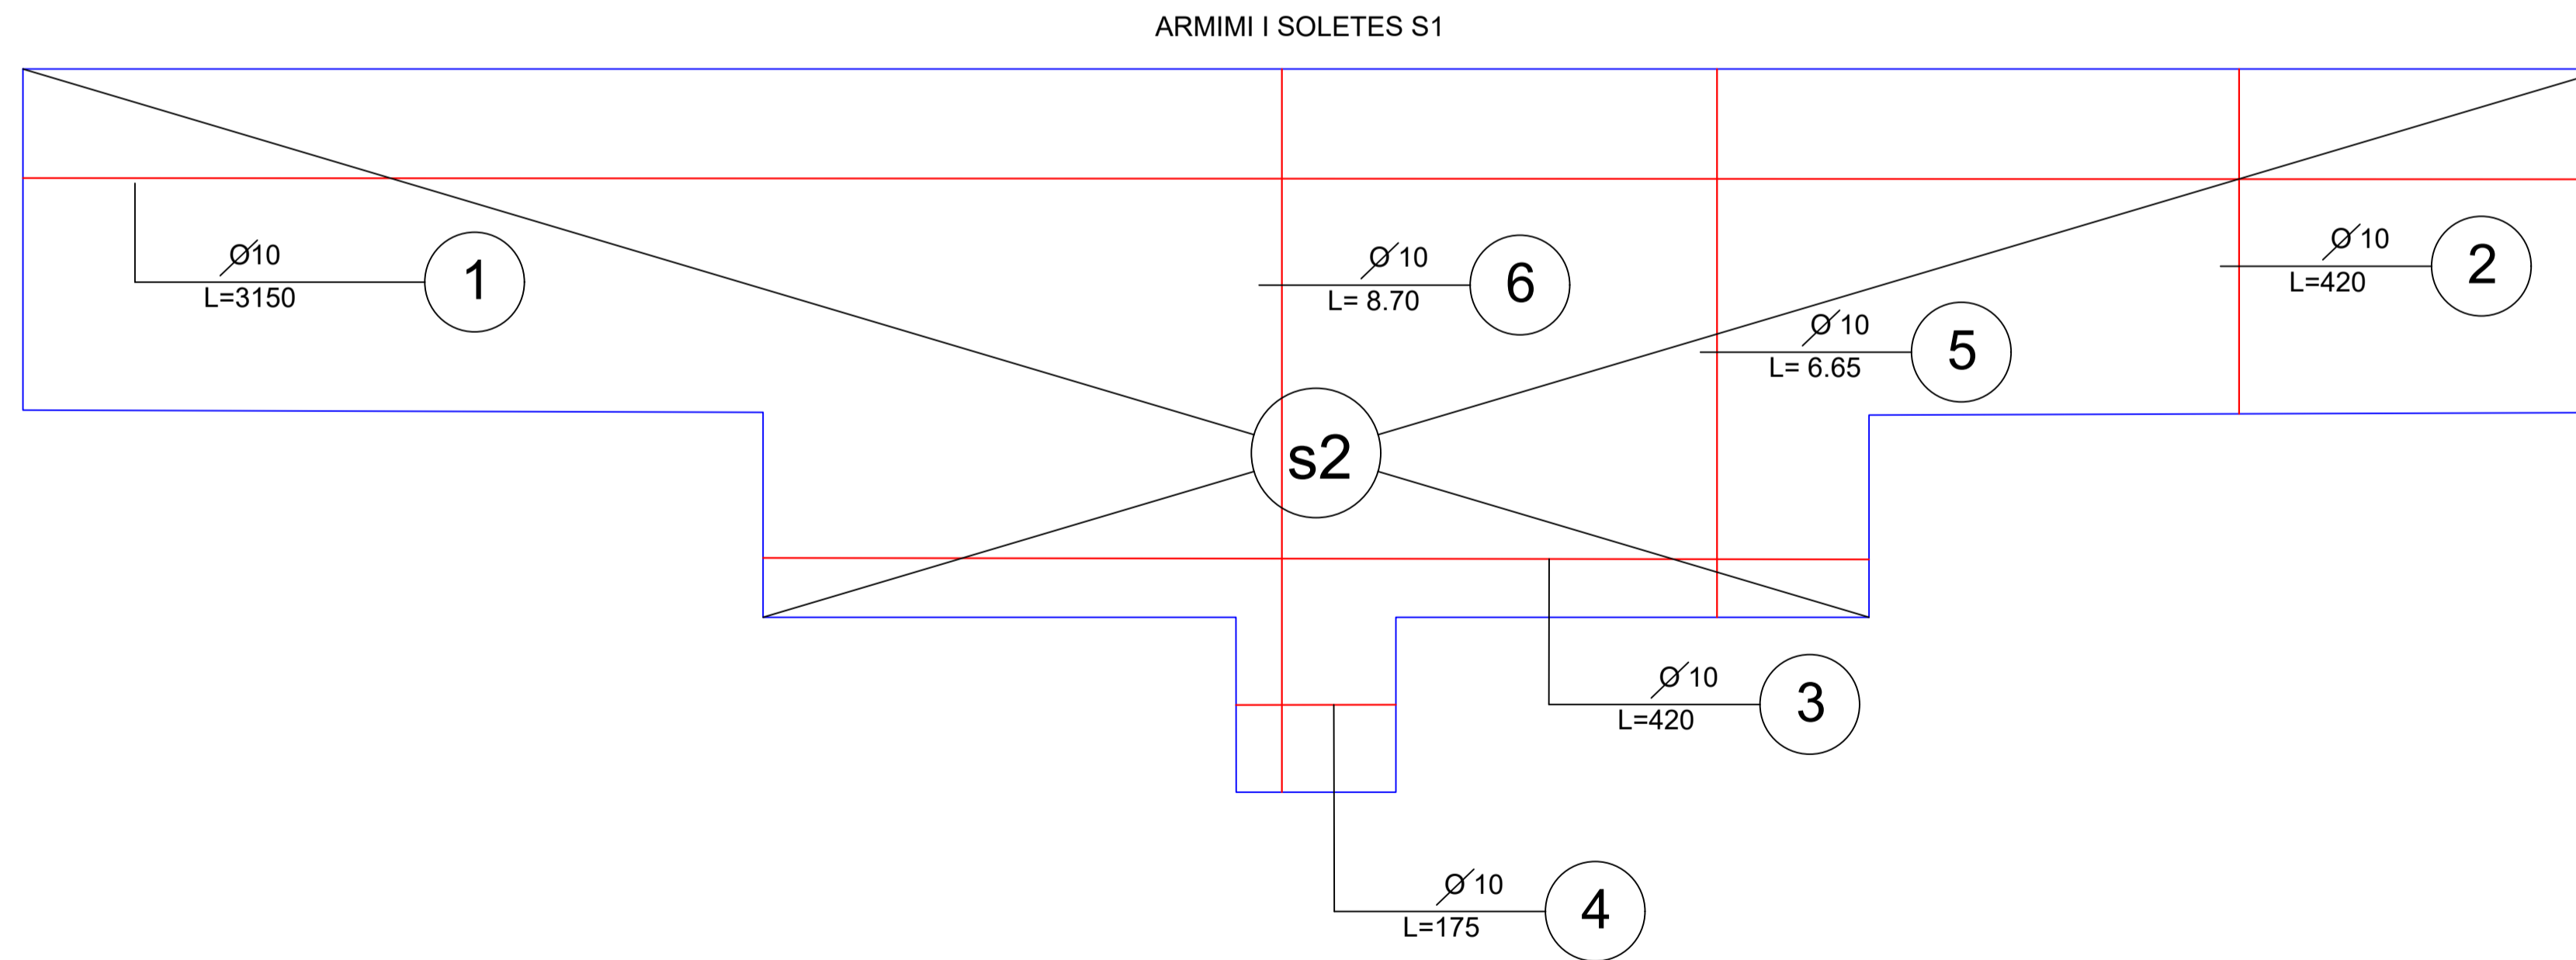 ARMIMI I SOLETES S1
Ø10
L=3150
1
Ø10
L= 8.70
6
Ø10
L= 6.65
5
Ø10
L=420
2
s2
Ø10
L=420
3
Ø10
L=175
4